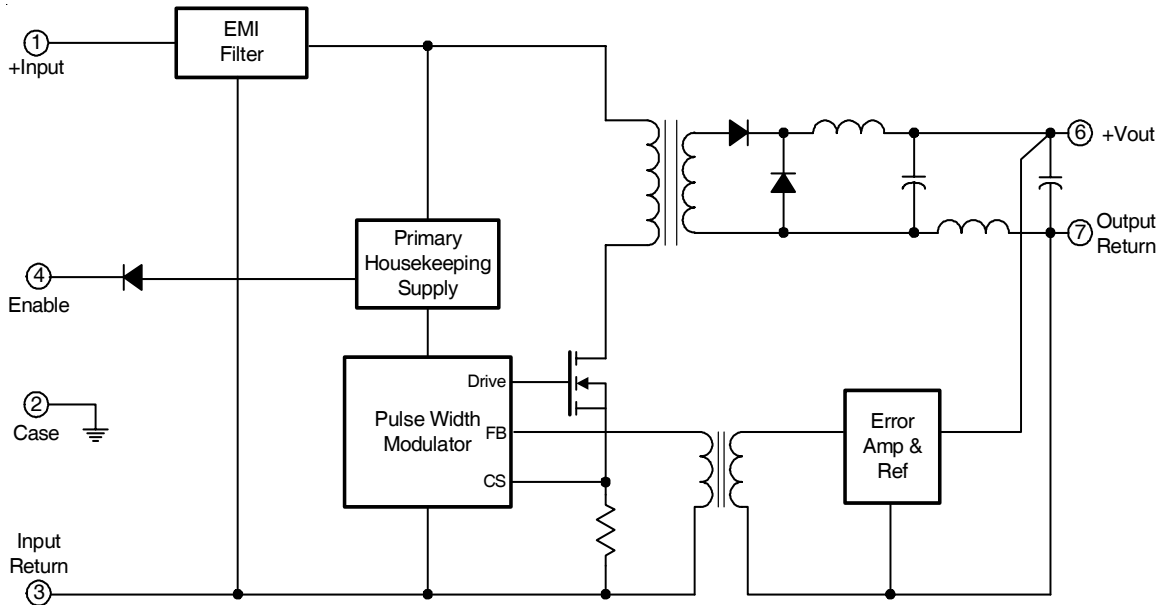 1
+Input
EMI
Filter
6
+Vout
7
Output
Return
Primary
Housekeeping
Supply
4
Enable
Drive
Pulse Width
Modulator
FB
CS
2
Case
Error
Amp &
Ref
Input
Return
3